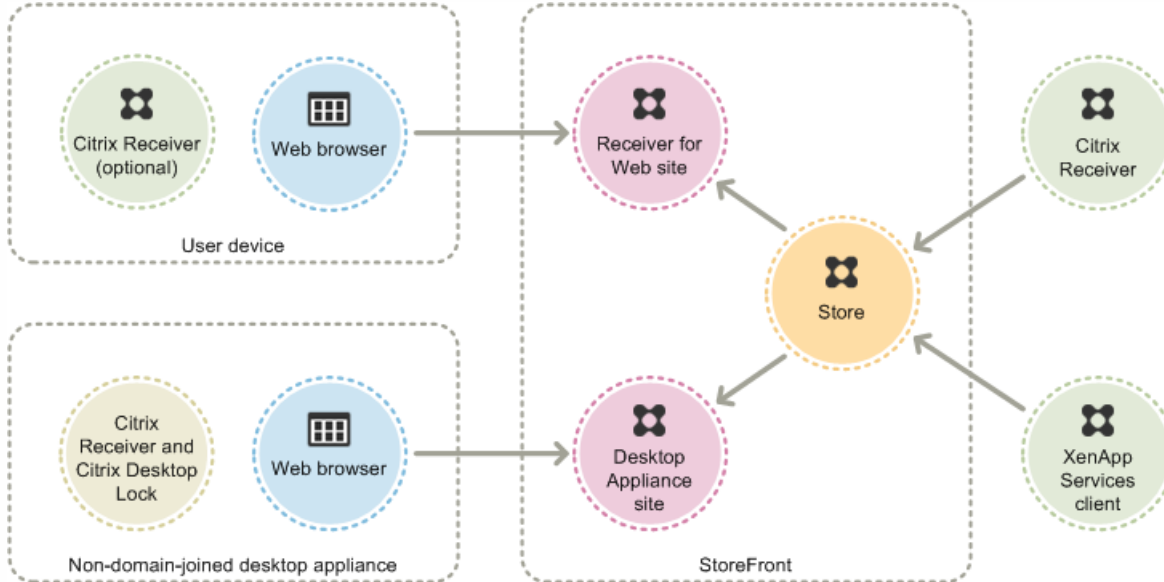 Citrix Receiver
(optional)
Web browser
User device
Receiver for
Web site
Citrix
Receiver
Store
Citrix
Receiver and
Citrix Desktop
Lock
Web browser
Non-domain-joined desktop appliance
Desktop
Appliance
site
StoreFront
XenApp
Services
client